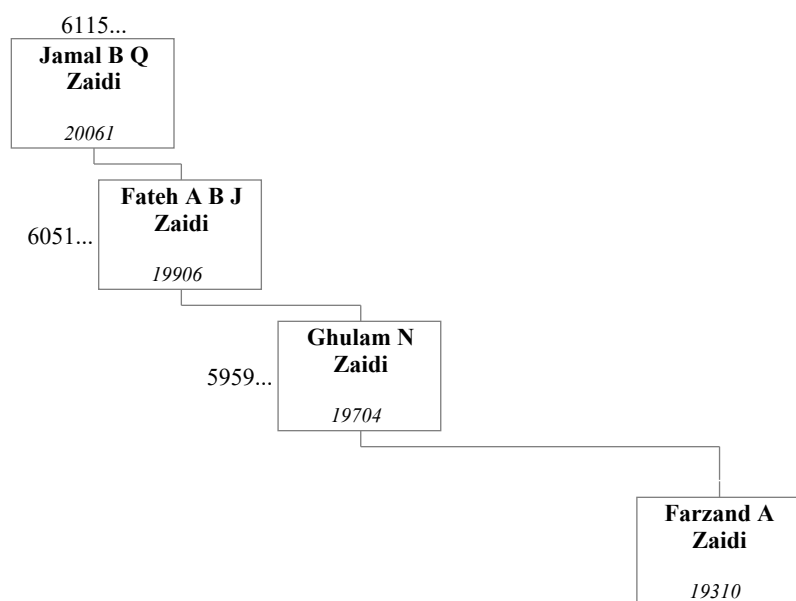 6115...
Jamal B Q
Zaidi
20061
Fateh A B J
Zaidi
6051...
19906
Ghulam N
Zaidi
5959...
19704
Farzand A
Zaidi
19310